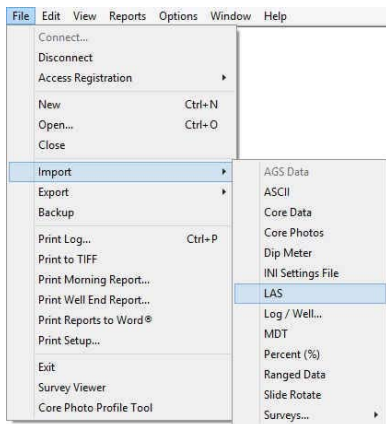 File Edit View Reports Options Window Help
Connect...
Disconnect
Access Registration
New Ctrl+N
Open... Ctrl+O
Close
Import
Export
Backup
Print Log... Ctrl+P
Print to TIFF
Print Morning Report...
Print Well End Report...
Print Reports to Word®
Print Setup...
Exit
Survey Viewer
Core Photo Profile Tool
AGS Data
ASCII
Core Data
Core Photos
Dip Meter
INI Settings File
LAS
Log / Well...
MDT
Percent (%)
Ranged Data
Slide Rotate
Surveys...